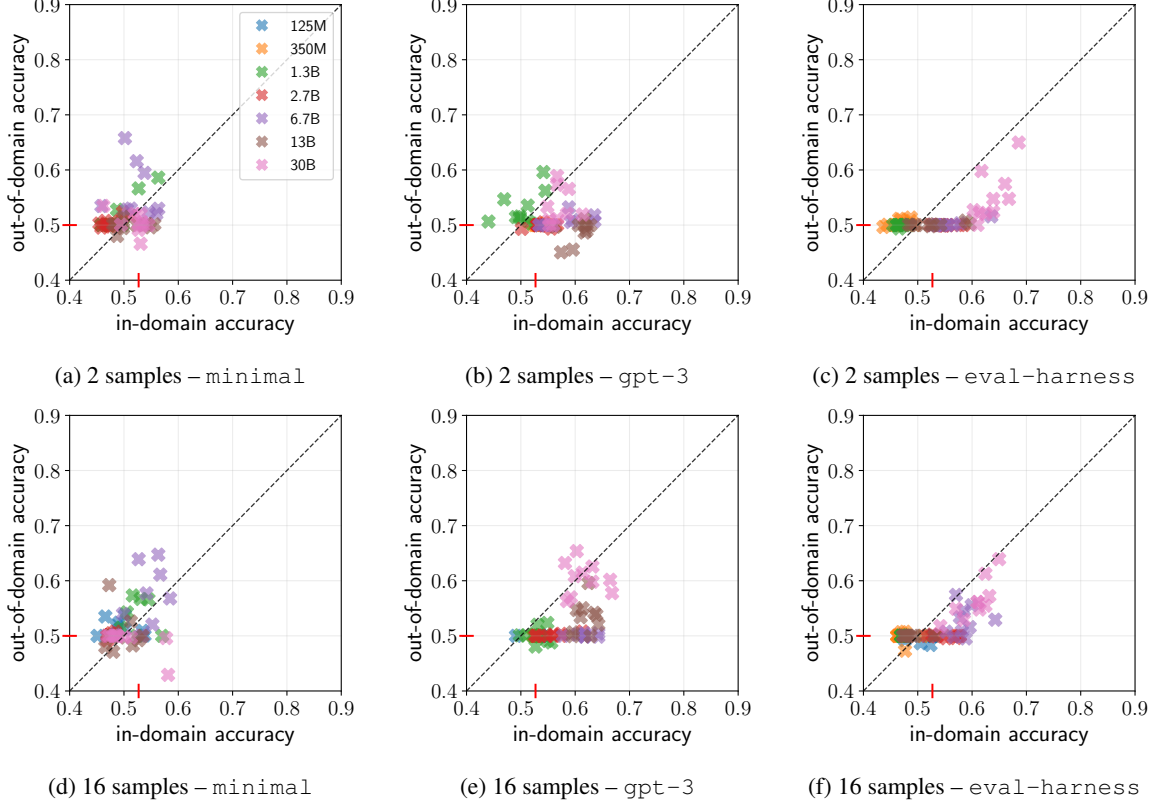 0.9
0.8
0.7
0.6
0.5
0.4
out-of-domain accuracy
0.4 0.5 0.6 0.7 0.8 0.9
in-domain accuracy
125M
350M
1.3B
2.7B
6.7B
13B
30B
(a) 2 samples – minimal
0.9
0.8
0.7
0.6
0.5
0.4
out-of-domain accuracy
0.4 0.5 0.6 0.7 0.8 0.9
in-domain accuracy
(b) 2 samples – gpt-3
0.9
0.8
0.7
0.6
0.5
0.4
out-of-domain accuracy
0.4 0.5 0.6 0.7 0.8 0.9
in-domain accuracy
(c) 2 samples – eval-harness
0.9
0.8
0.7
0.6
0.5
0.4
out-of-domain accuracy
0.4 0.5 0.6 0.7 0.8 0.9
in-domain accuracy
(d) 16 samples – minimal
0.9
0.8
0.7
0.6
0.5
0.4
out-of-domain accuracy
0.4 0.5 0.6 0.7 0.8 0.9
in-domain accuracy
(e) 16 samples – gpt-3
0.9
0.8
0.7
0.6
0.5
0.4
out-of-domain accuracy
0.4 0.5 0.6 0.7 0.8 0.9
in-domain accuracy
(f) 16 samples – eval-harness